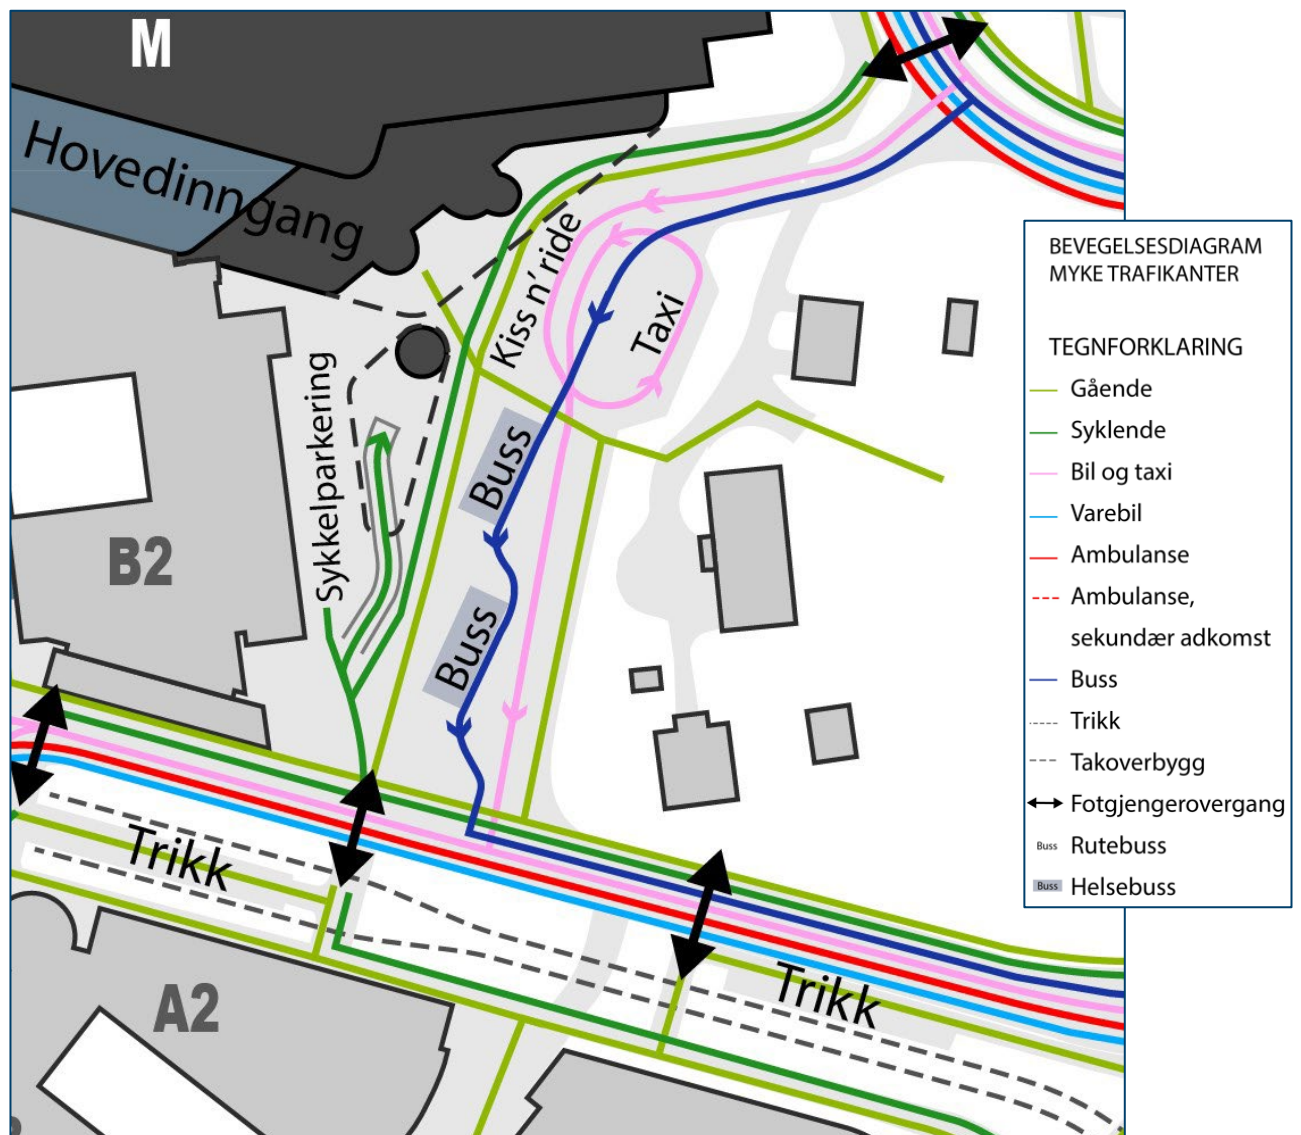 M
Hovedinngang
Kiss n' ride
Taxi
Sykkelparkering
Buss
B2
Buss
Trikk
A2
Trikk
BEVEGELSESDIAGRAM
MYKE TRAFIKANTER
TEGNFORKLARING
Gående
Syklende
Bil og taxi
Varebil
Ambulanse
Ambulanse,
sekundær adkomst
Buss
Trikk
Takoverbygg
Fotgjengerovergang
Buss Rutebuss
Buss Helsebuss